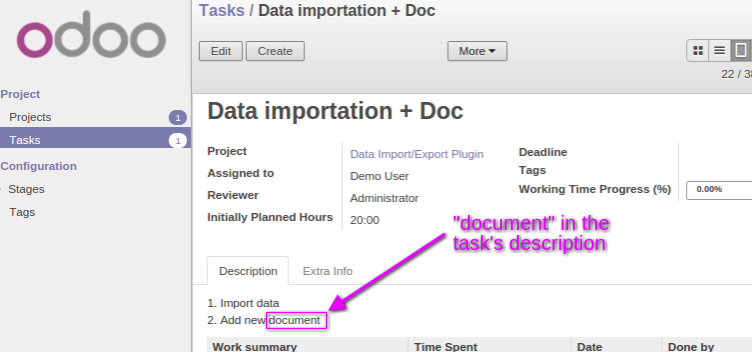 odoo
Tasks / Data importation + Doc
Edit
Create
More
22 / 38
Project
Projects
1
Tasks
1
Configuration
Stages
Tags
Data importation + Doc
Project
Data Import/Export Plugin
Assigned to
Demo User
Reviewer
Administrator
Initially Planned Hours
20:00
Deadline
Tags
Working Time Progress (%)
0.00%
"document" in the
task's description
Description
Extra Info
1. Import data
2. Add new document
Work summary
Time Spent
Date
Done by